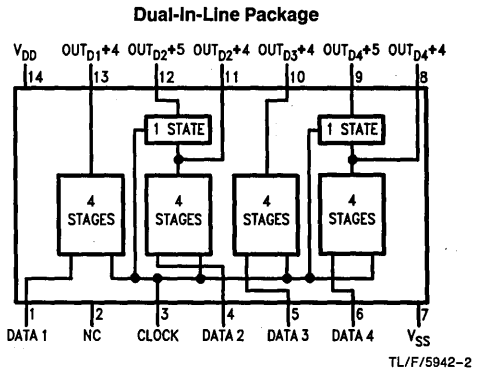 Dual-In-Line Package
V_DD OUT_D1+4 OUT_D2+5 OUT_D2+4 OUT_D3+4 OUT_D4+5 OUT_D4+4
14 13 12 11 10 9 8
1 STATE 1 STATE
4 STAGES 4 STAGES 4 STAGES 4 STAGES
1 2 3 4 5 6 7
DATA 1 NC CLOCK DATA 2 DATA 3 DATA 4 V_SS
TL/F/5942-2